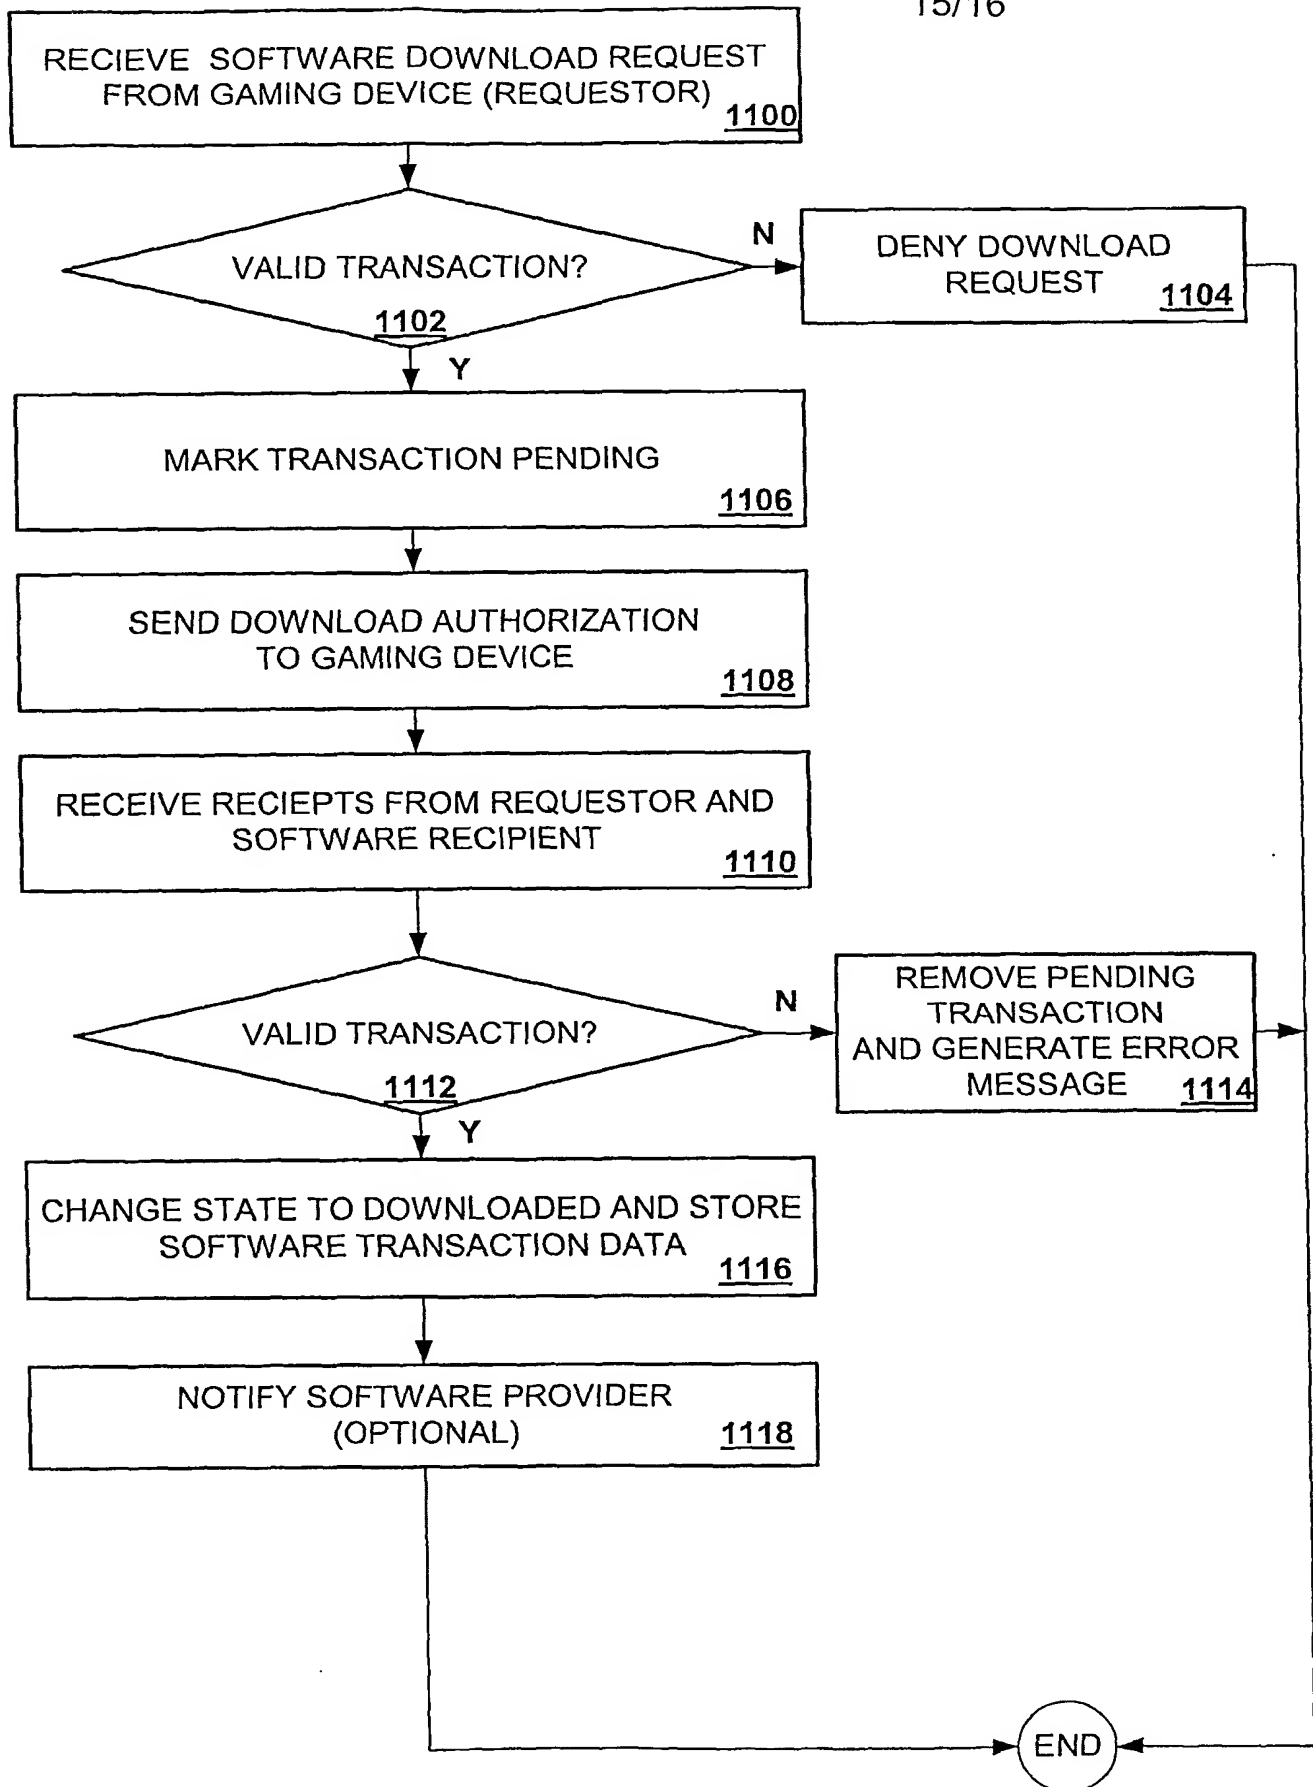 15/16
RECIEVE SOFTWARE DOWNLOAD REQUEST
FROM GAMING DEVICE (REQUESTOR)
1100
VALID TRANSACTION?
1102
N
DENY DOWNLOAD
REQUEST
1104
Y
MARK TRANSACTION PENDING
1106
SEND DOWNLOAD AUTHORIZATION
TO GAMING DEVICE
1108
RECEIVE RECIEPTS FROM REQUESTOR AND
SOFTWARE RECIPIENT
1110
VALID TRANSACTION?
1112
N
REMOVE PENDING
TRANSACTION
AND GENERATE ERROR
MESSAGE
1114
Y
CHANGE STATE TO DOWNLOADED AND STORE
SOFTWARE TRANSACTION DATA
1116
NOTIFY SOFTWARE PROVIDER
(OPTIONAL)
1118
END